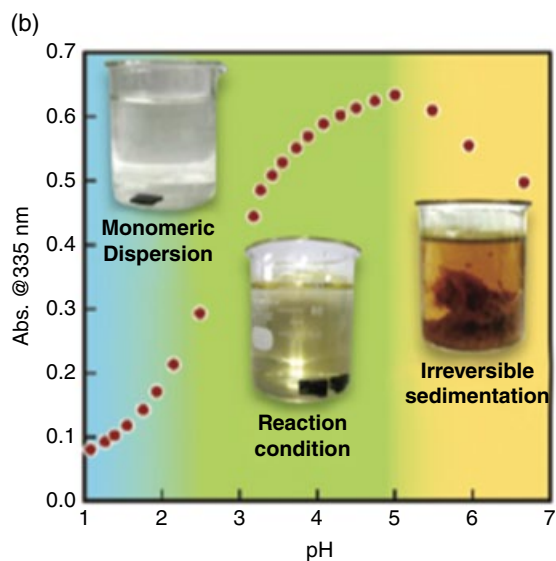 (b)
0.7
0.6
0.5
0.4
0.3
0.2
0.1
0.0
Abs. @335 nm
Monomeric
Dispersion
Reaction
condition
Irreversible
sedimentation
1 2 3 4 5 6 7
pH